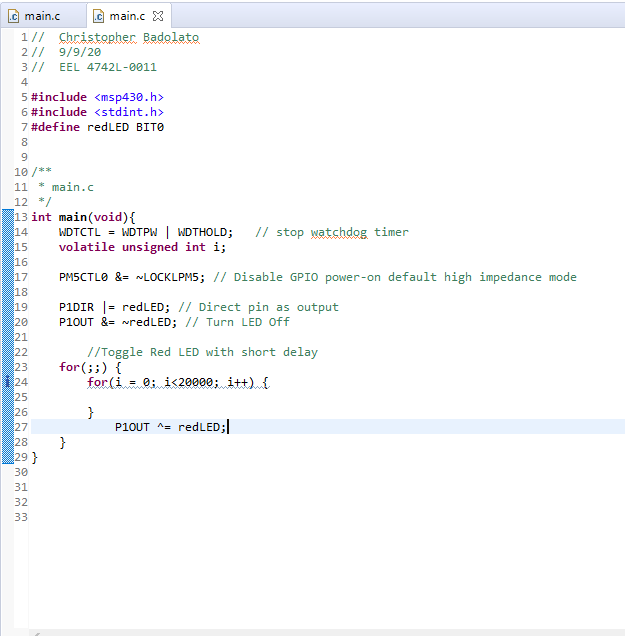 main.c main.c
1 // Christopher Badolato
2 // 9/9/20
3 // EEL 4742L-0011
4
5 #include <msp430.h>
6 #include <stdint.h>
7 #define redLED BIT0
8
9
10 /**
11  * main.c
12  */
13 int main(void){
14     WDTCTL = WDTPW | WDTHOLD;   // stop watchdog timer
15     volatile unsigned int i;
16
17     PM5CTL0 &= ~LOCKLPM5; // Disable GPIO power-on default high impedance mode
18
19     P1DIR |= redLED; // Direct pin as output
20     P1OUT &= ~redLED; // Turn LED Off
21
22         //Toggle Red LED with short delay
23     for(;;) {
24         for(i = 0; i<20000; i++) {
25
26         }
27             P1OUT ^= redLED;
28     }
29 }
30
31
32
33